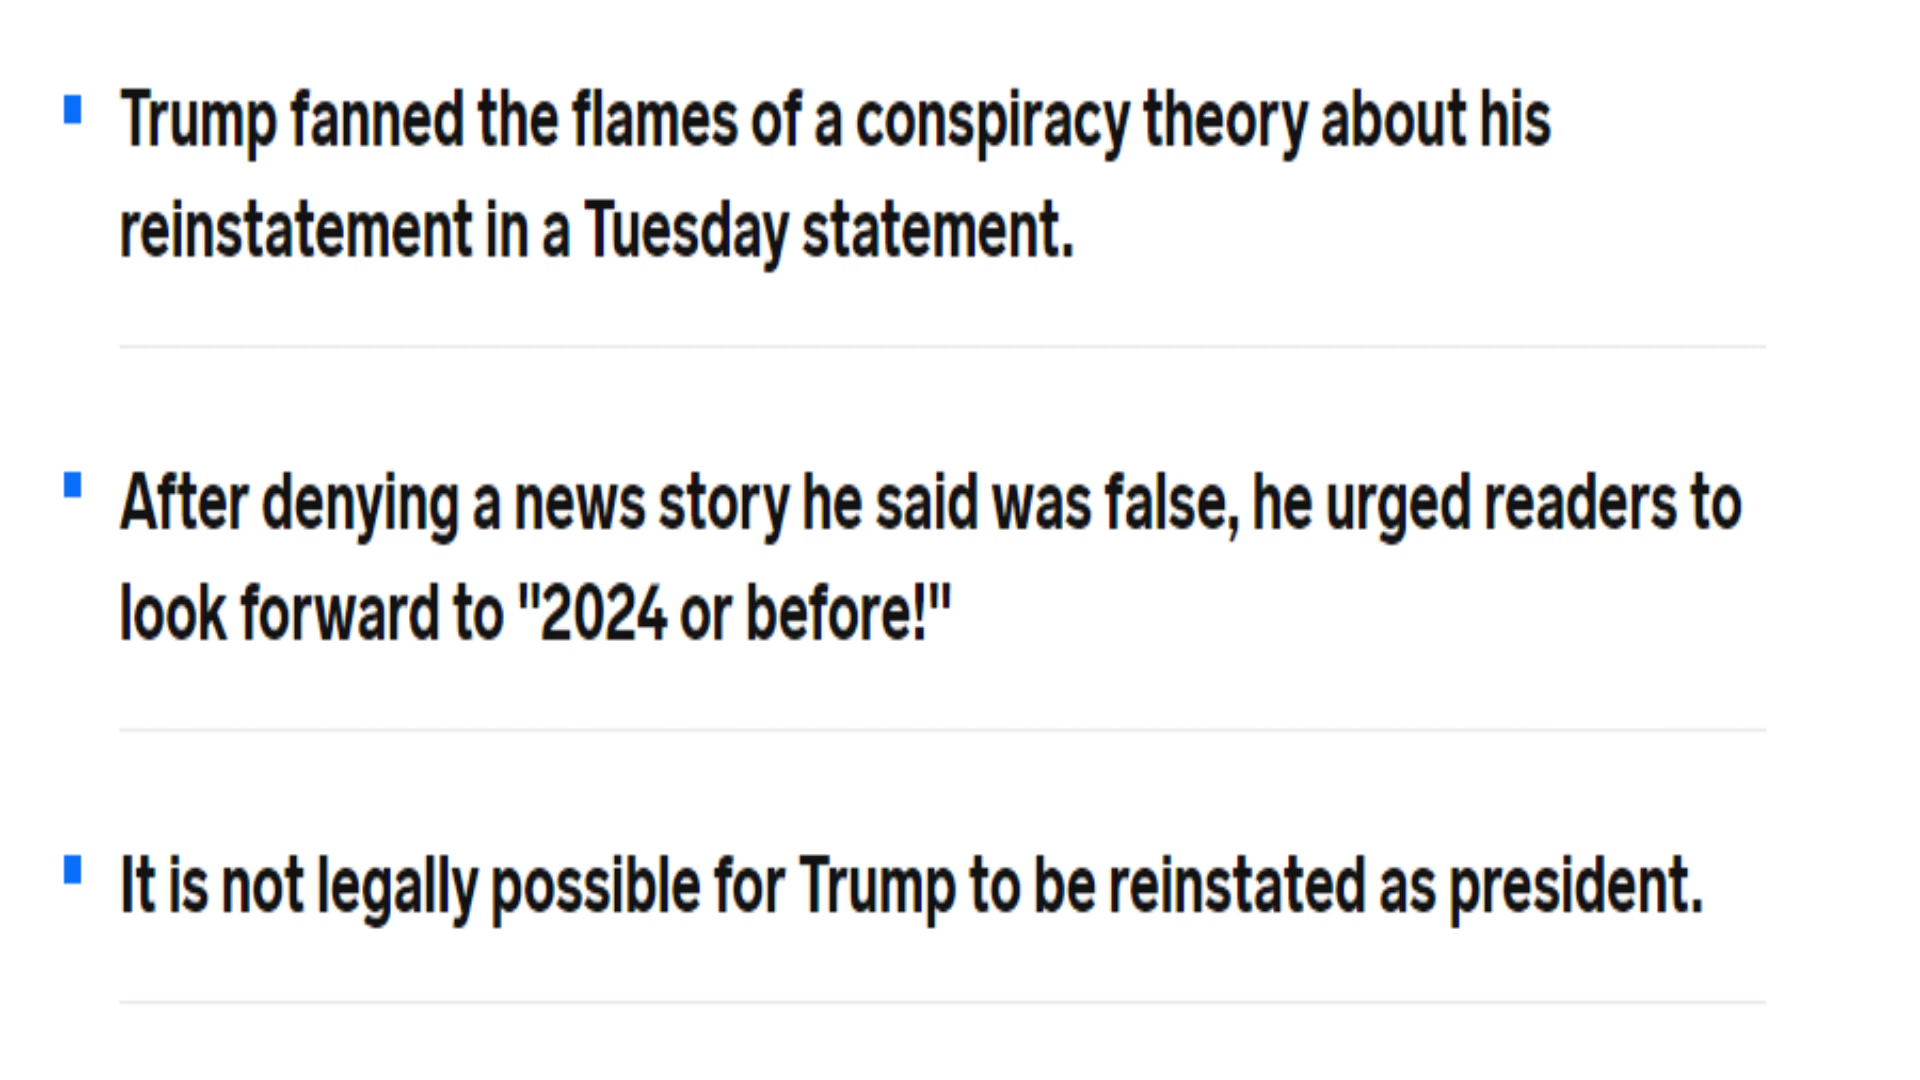 Trump fanned the flames of a conspiracy theory about his
reinstatement in a Tuesday statement.
After denying a news story he said was false, he urged readers to
look forward to "2024 or before!"
It is not legally possible for Trump to be reinstated as president.